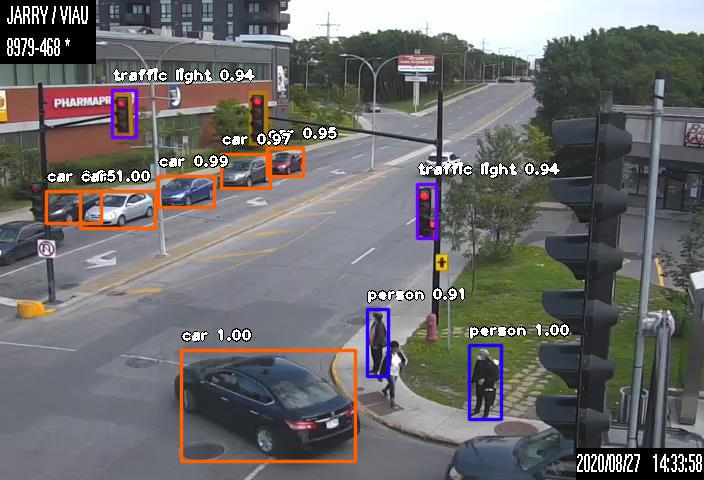 JARRY / VIAU
8979-468 *
traffic light 0.94
PHARMAPR
car 0.97
0.95
car 0.99
car
1.00
traffic light 0.94
person 0.91
person 1.00
car 1.00
2020/08/27 14:33:58